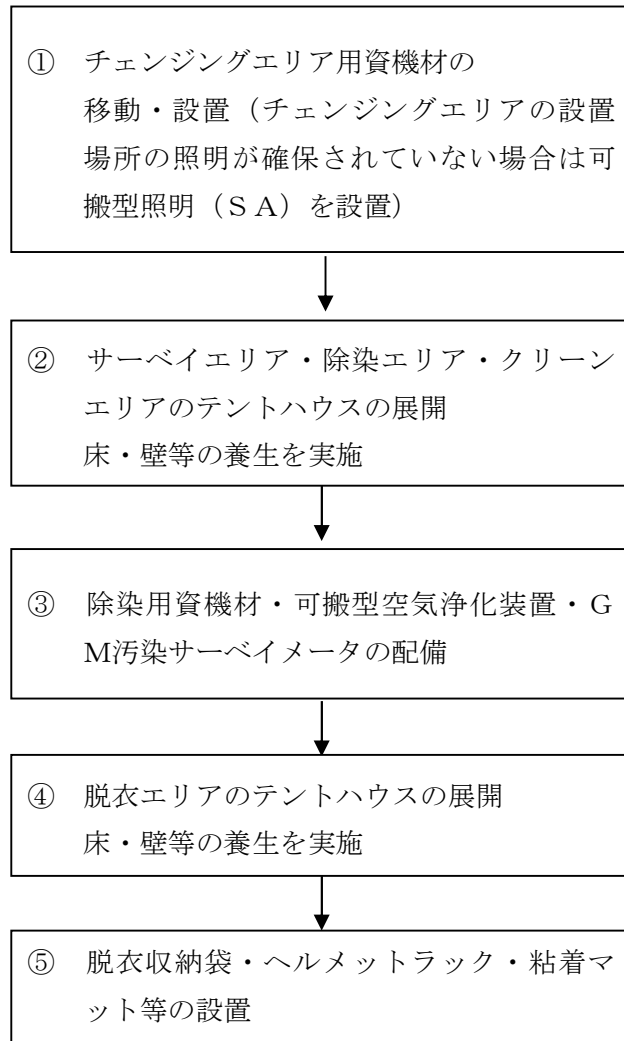 ① チェンジングエリア用資機材の
移動・設置（チェンジングエリアの設置
場所の照明が確保されていない場合は可
搬型照明（ＳＡ）を設置）
② サーベイエリア・除染エリア・クリーン
エリアのテントハウスの展開
床・壁等の養生を実施
③ 除染用資機材・可搬型空気浄化装置・Ｇ
Ｍ汚染サーベイメータの配備
④ 脱衣エリアのテントハウスの展開
床・壁等の養生を実施
⑤ 脱衣収納袋・ヘルメットラック・粘着マ
ット等の設置